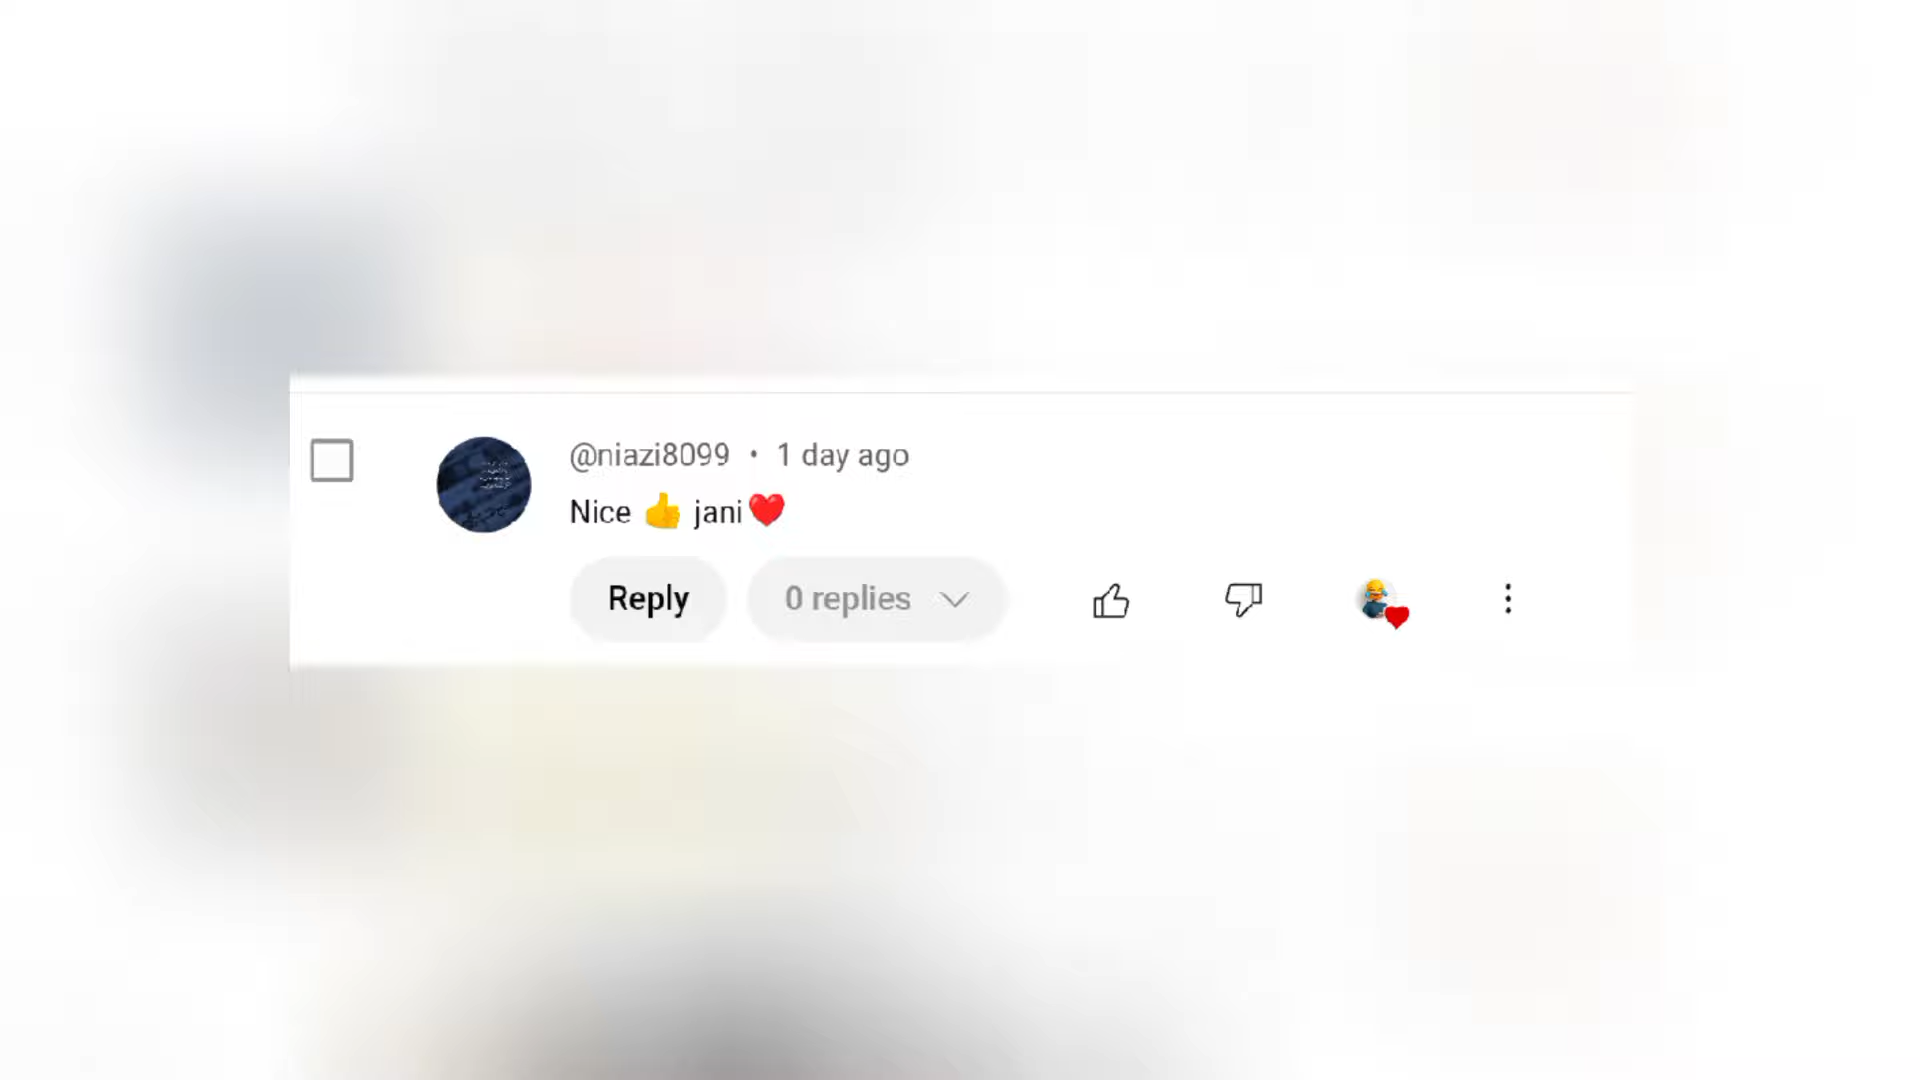 @niazi8099 • 1 day ago
Nice 👍 jani❤️
Reply 0 replies